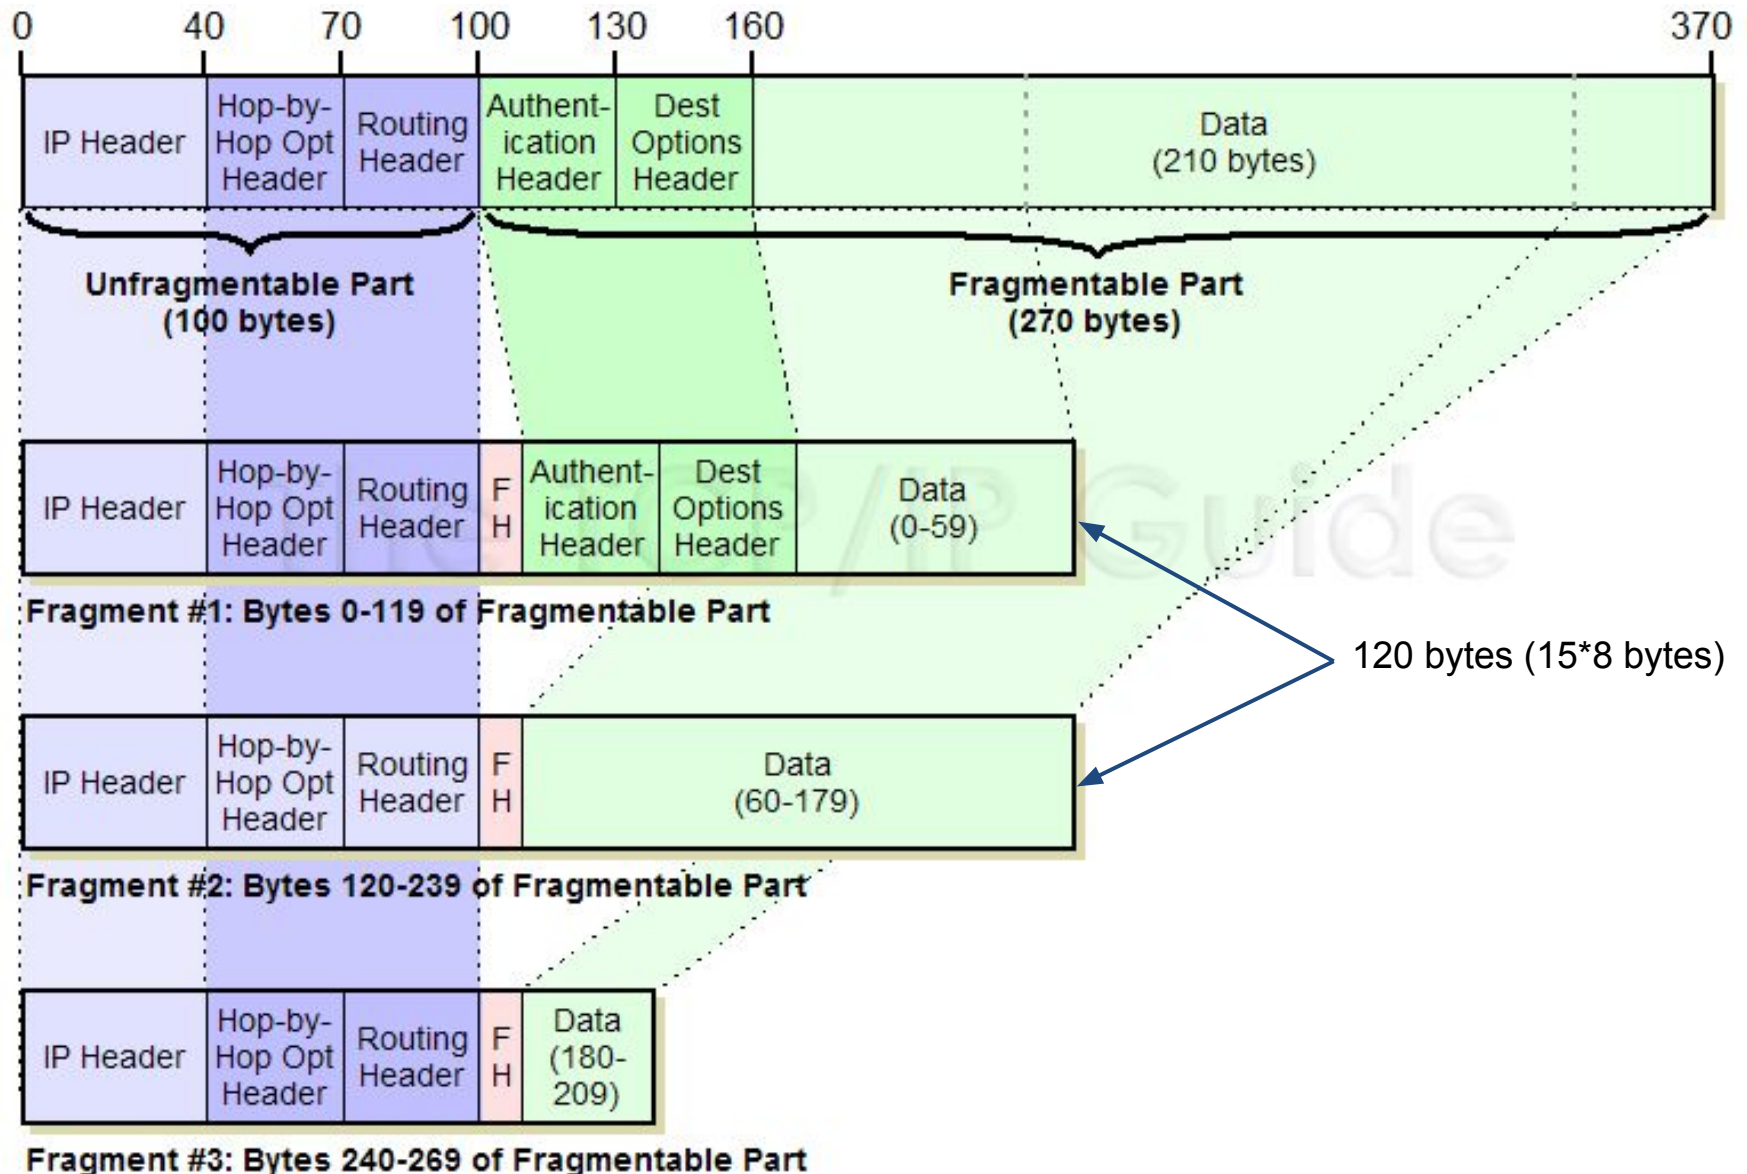 0 40 70 100 130 160 370
IP Header
Hop-by-
Hop Opt
Header
Routing
Header
Authent-
ication
Header
Dest
Options
Header
Data
(210 bytes)
Unfragmentable Part
(100 bytes)
Fragmentable Part
(270 bytes)
The TCP/IP Guide
IP Header
Hop-by-
Hop Opt
Header
Routing
Header
F
H
Authent-
ication
Header
Dest
Options
Header
Data
(0-59)
Fragment #1: Bytes 0-119 of Fragmentable Part
120 bytes (15*8 bytes)
IP Header
Hop-by-
Hop Opt
Header
Routing
Header
F
H
Data
(60-179)
Fragment #2: Bytes 120-239 of Fragmentable Part
IP Header
Hop-by-
Hop Opt
Header
Routing
Header
F
H
Data
(180-
209)
Fragment #3: Bytes 240-269 of Fragmentable Part